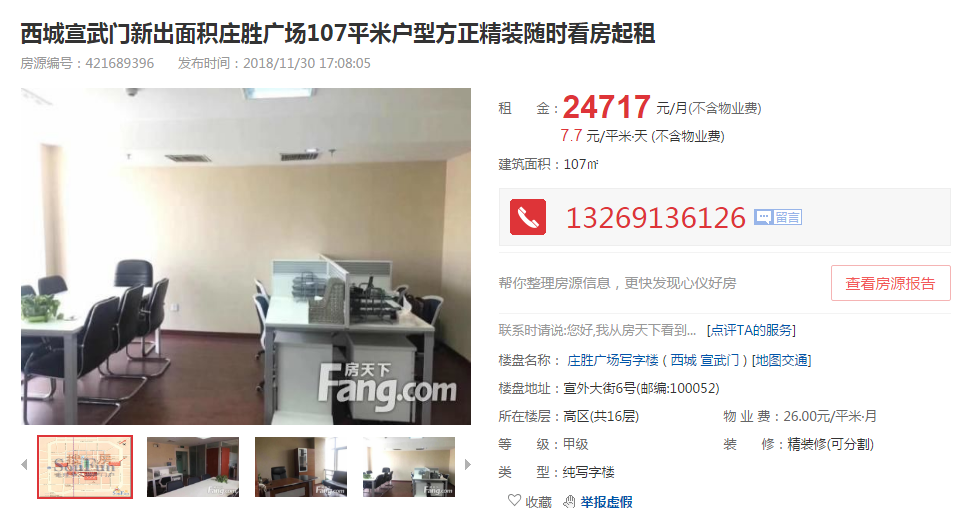 西城宣武门新出面积庄胜广场107平米户型方正精装随时看房起租
房源编号：421689396 发布时间：2018/11/30 17:08:05
租 金：24717 元/月(不含物业费)
7.7 元/平米·天 (不含物业费)
建筑面积：107㎡
13269136126 留言
帮你整理房源信息，更快发现心仪好房 查看房源报告
联系时请说:您好,我从房天下看到... [点评TA的服务]
楼盘名称： 庄胜广场写字楼 ( 西城 宣武门 ) [地图交通]
楼盘地址：宣外大街6号(邮编:100052)
所在楼层：高区(共16层) 物 业 费：26.00元/平米·月
等 级：甲级 装 修：精装修(可分割)
类 型：纯写字楼
收藏 举报虚假
房天下
Fang.com
搜房
SouFun
Fang.com
Fang.com
Fang.com